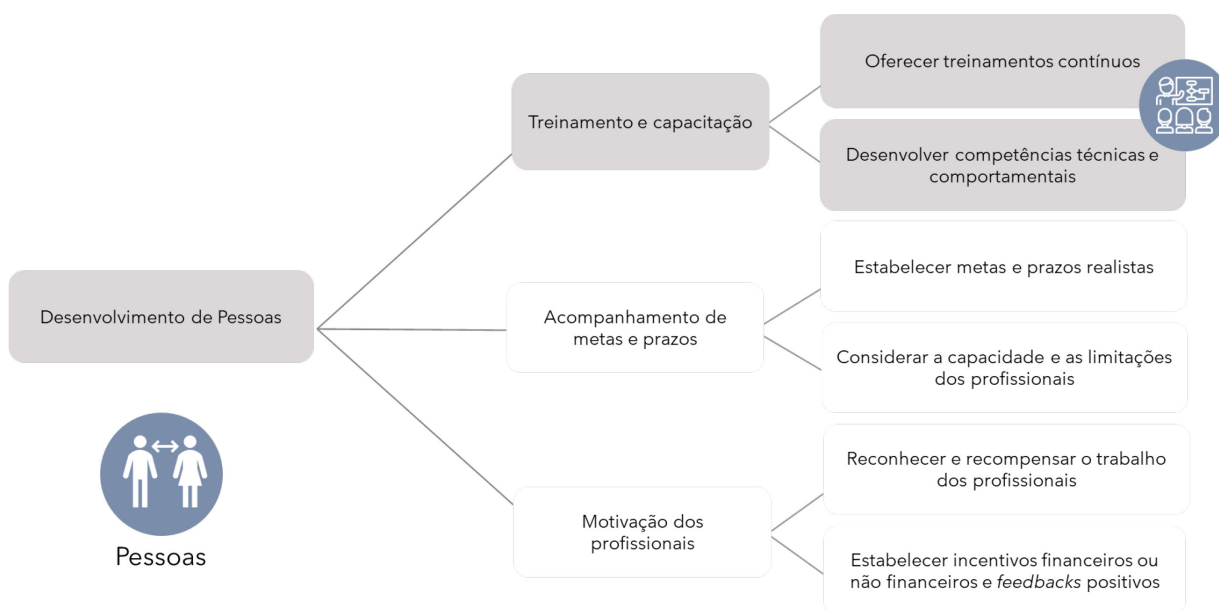 Desenvolvimento de Pessoas
Pessoas
Treinamento e capacitação
Oferecer treinamentos contínuos
Desenvolver competências técnicas e
comportamentais
Acompanhamento de
metas e prazos
Estabelecer metas e prazos realistas
Considerar a capacidade e as limitações
dos profissionais
Motivação dos
profissionais
Reconhecer e recompensar o trabalho
dos profissionais
Estabelecer incentivos financeiros ou
não financeiros e feedbacks positivos